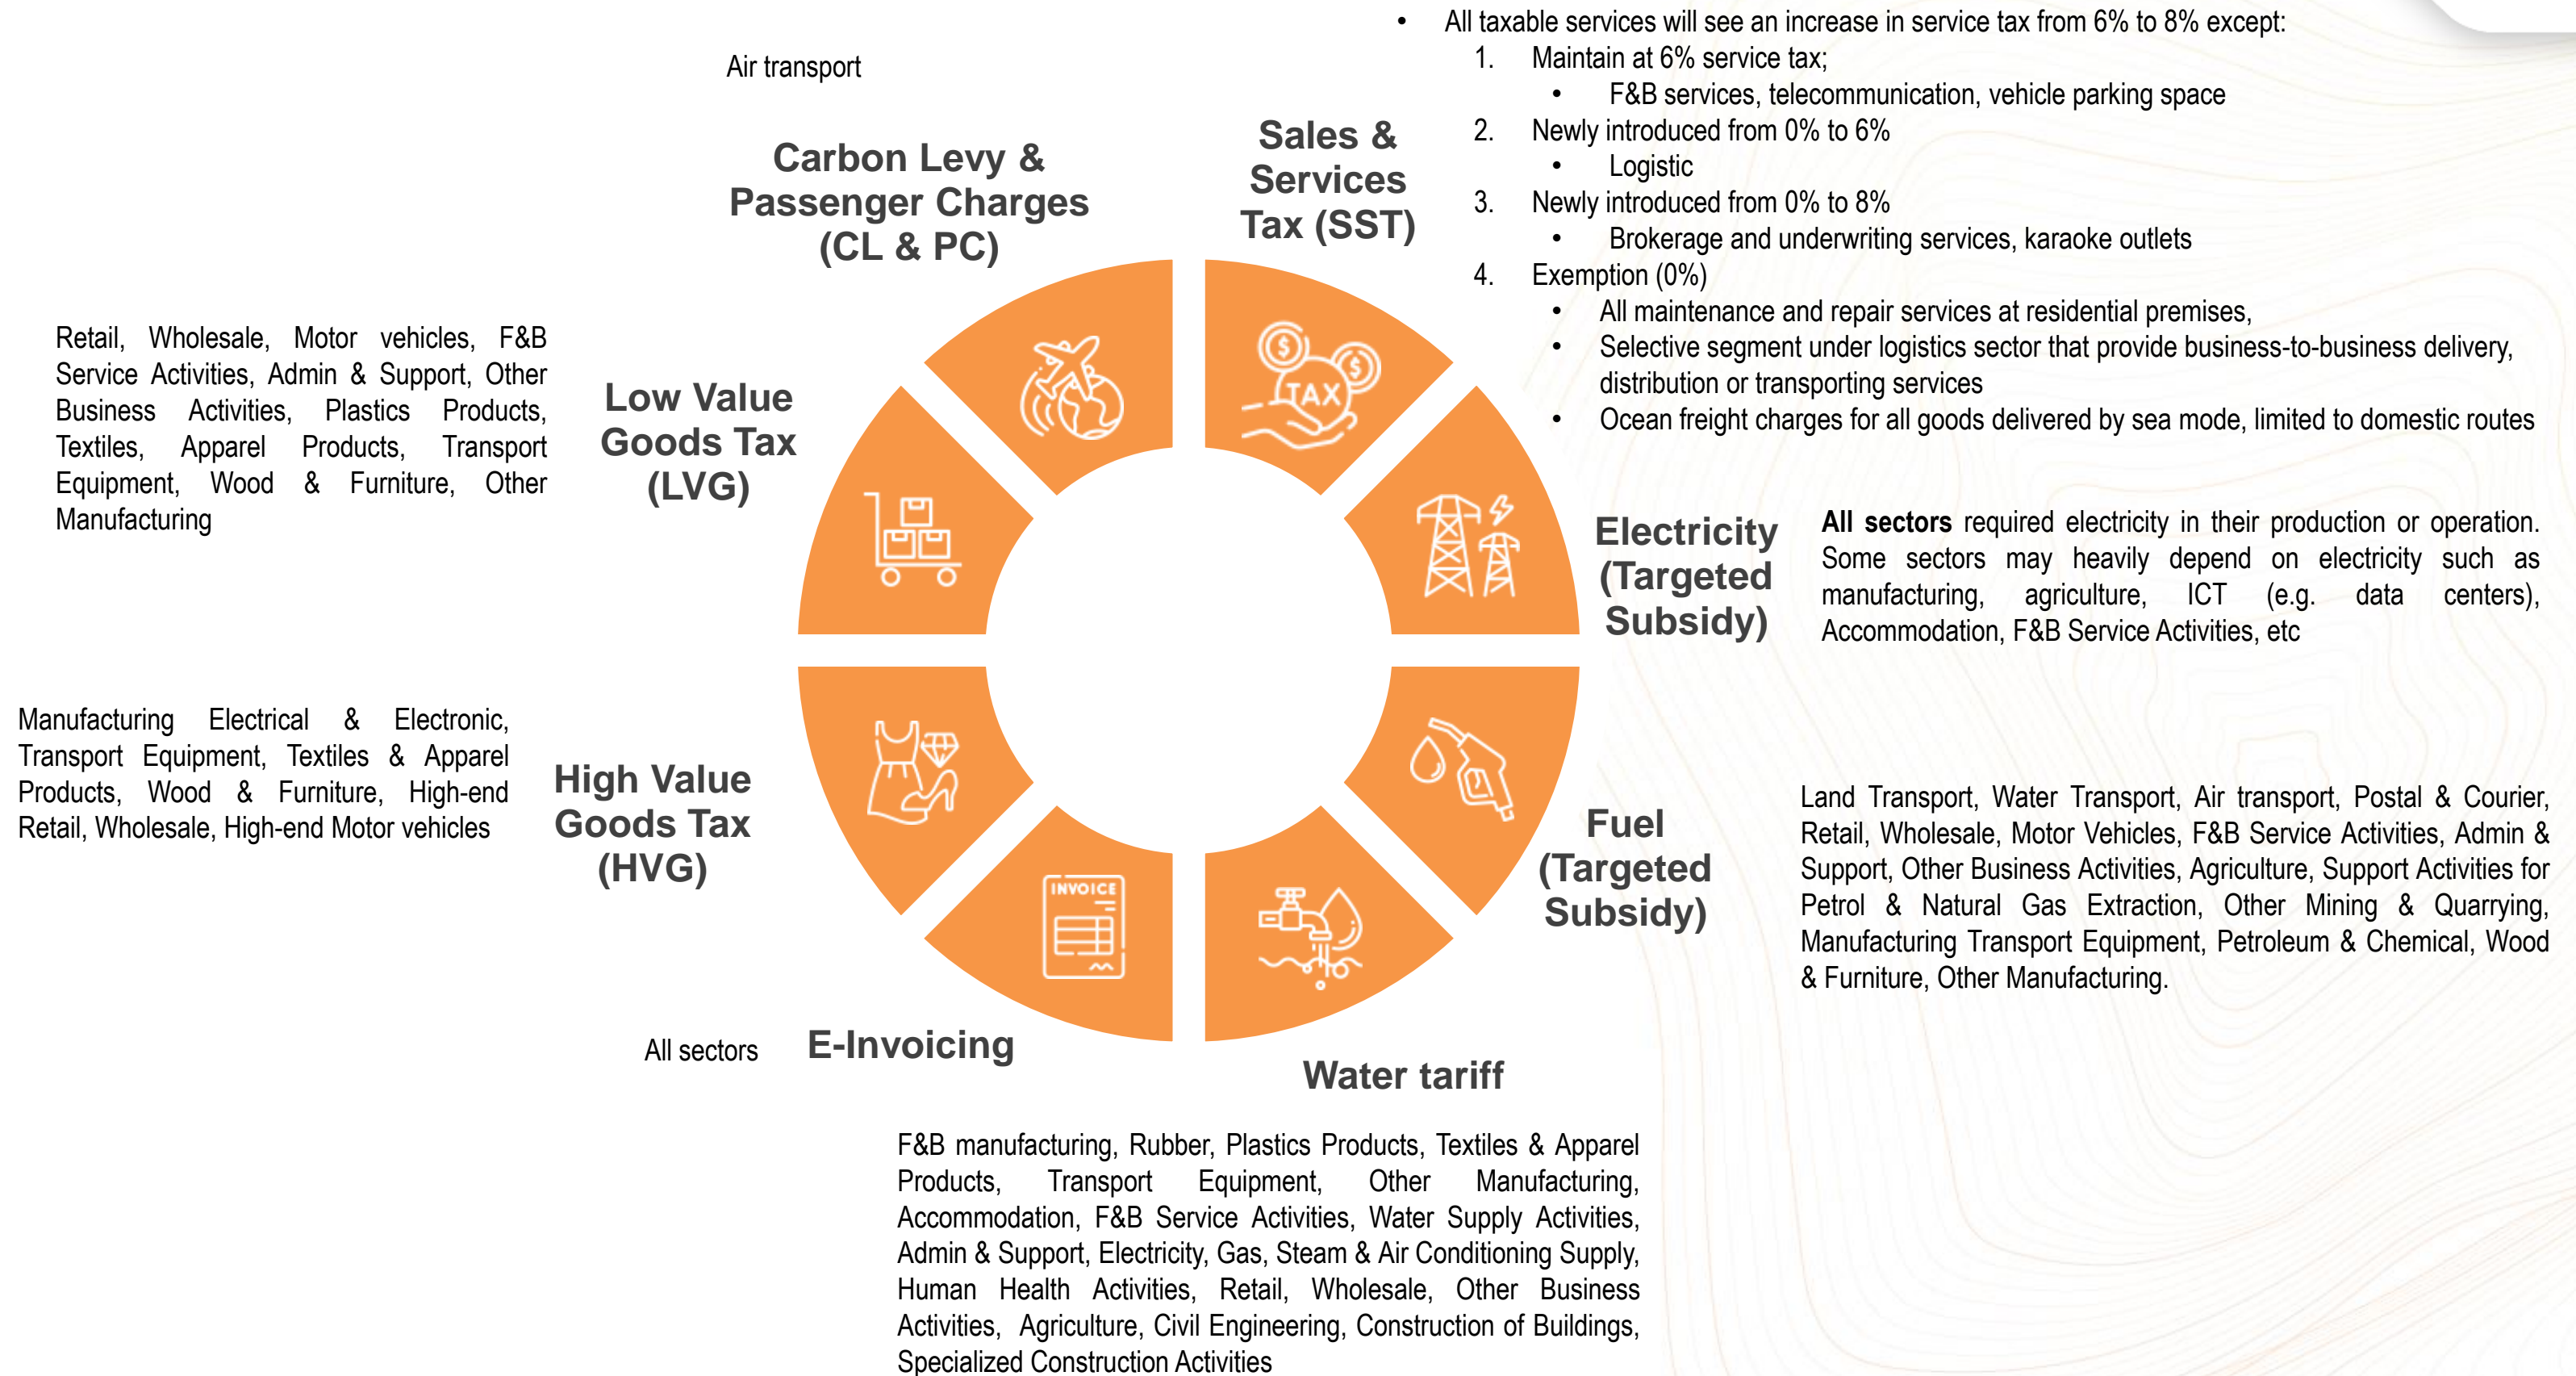 Air transport
Carbon Levy &
Passenger Charges
(CL & PC)
Sales &
Services
Tax (SST)
• All taxable services will see an increase in service tax from 6% to 8% except:
1. Maintain at 6% service tax;
• F&B services, telecommunication, vehicle parking space
2. Newly introduced from 0% to 6%
• Logistic
3. Newly introduced from 0% to 8%
• Brokerage and underwriting services, karaoke outlets
4. Exemption (0%)
• All maintenance and repair services at residential premises,
• Selective segment under logistics sector that provide business-to-business delivery,
distribution or transporting services
• Ocean freight charges for all goods delivered by sea mode, limited to domestic routes
Retail, Wholesale, Motor vehicles, F&B
Service Activities, Admin & Support, Other
Business Activities, Plastics Products,
Textiles, Apparel Products, Transport
Equipment, Wood & Furniture, Other
Manufacturing
Low Value
Goods Tax
(LVG)
TAX
Electricity
(Targeted
Subsidy)
All sectors required electricity in their production or operation.
Some sectors may heavily depend on electricity such as
manufacturing, agriculture, ICT (e.g. data centers),
Accommodation, F&B Service Activities, etc
Manufacturing Electrical & Electronic,
Transport Equipment, Textiles & Apparel
Products, Wood & Furniture, High-end
Retail, Wholesale, High-end Motor vehicles
High Value
Goods Tax
(HVG)
Fuel
(Targeted
Subsidy)
Land Transport, Water Transport, Air transport, Postal & Courier,
Retail, Wholesale, Motor Vehicles, F&B Service Activities, Admin &
Support, Other Business Activities, Agriculture, Support Activities for
Petrol & Natural Gas Extraction, Other Mining & Quarrying,
Manufacturing Transport Equipment, Petroleum & Chemical, Wood
& Furniture, Other Manufacturing.
INVOICE
All sectors
E-Invoicing
Water tariff
F&B manufacturing, Rubber, Plastics Products, Textiles & Apparel
Products, Transport Equipment, Other Manufacturing,
Accommodation, F&B Service Activities, Water Supply Activities,
Admin & Support, Electricity, Gas, Steam & Air Conditioning Supply,
Human Health Activities, Retail, Wholesale, Other Business
Activities, Agriculture, Civil Engineering, Construction of Buildings,
Specialized Construction Activities